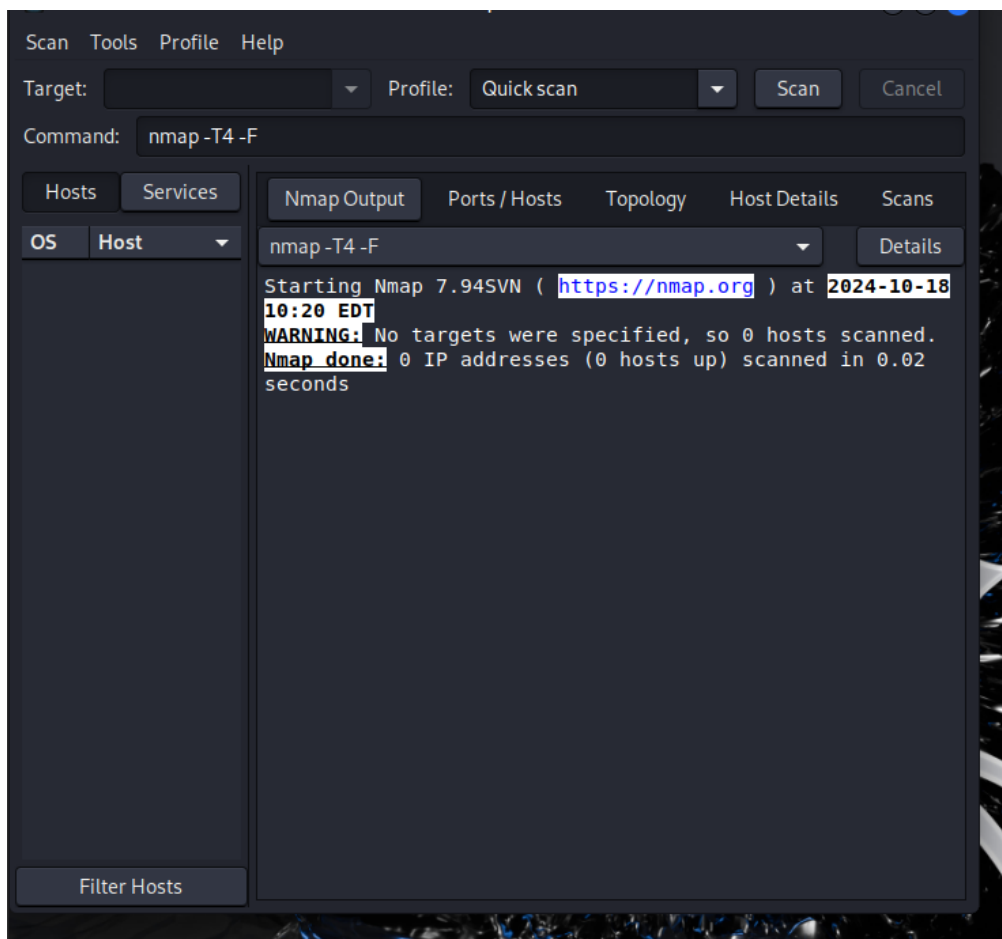 Scan Tools Profile Help
Target: Profile: Quick scan Scan Cancel
Command: nmap -T4 -F
Hosts Services
Nmap Output Ports / Hosts Topology Host Details Scans
OS Host
nmap -T4 -F Details
Starting Nmap 7.94SVN ( https://nmap.org ) at 2024-10-18
10:20 EDT
WARNING: No targets were specified, so 0 hosts scanned.
Nmap done: 0 IP addresses (0 hosts up) scanned in 0.02
seconds
Filter Hosts